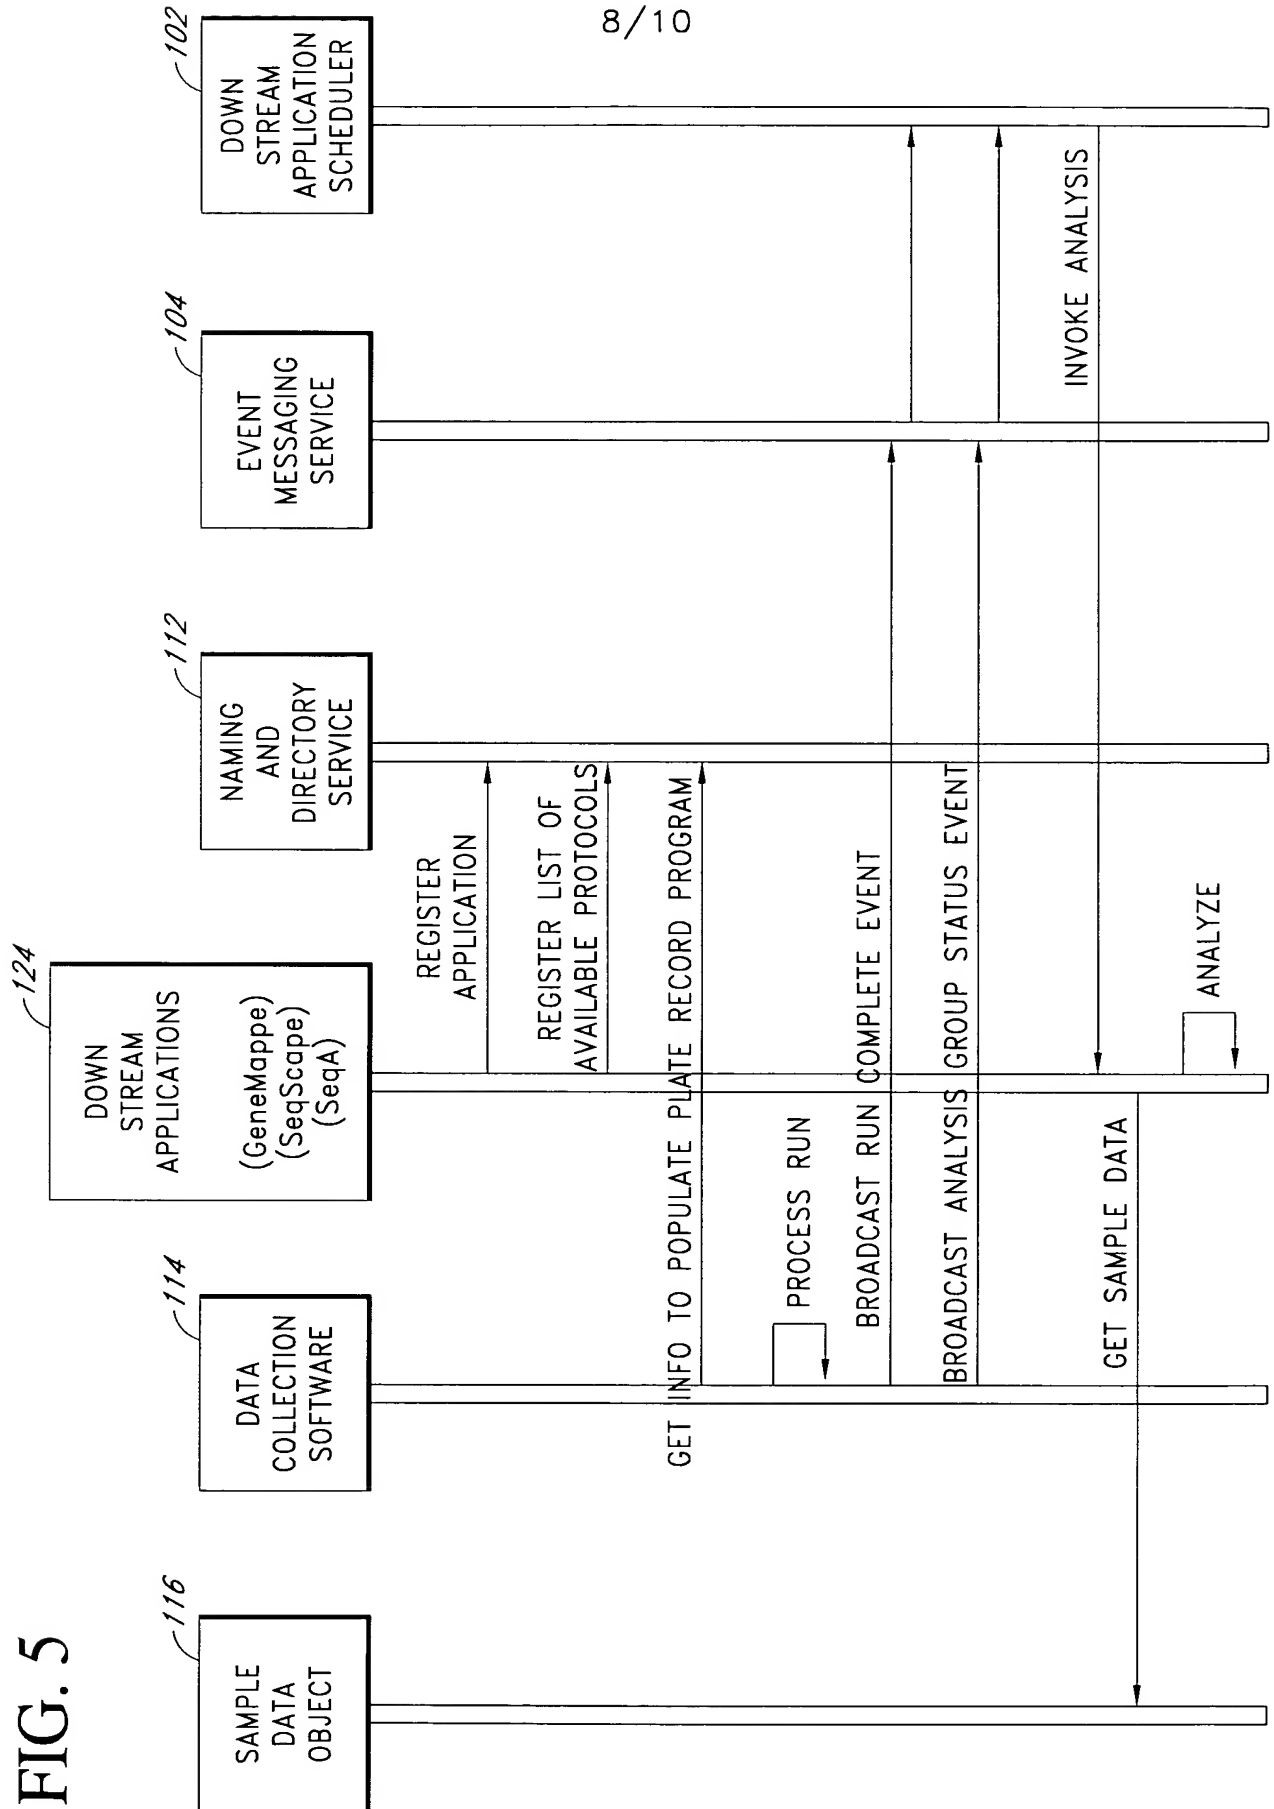 8/10
FIG. 5
116
SAMPLE
DATA
OBJECT
114
DATA
COLLECTION
SOFTWARE
124
DOWN
STREAM
APPLICATIONS
(GeneMappe)
(SeqScape)
(SeqA)
112
NAMING
AND
DIRECTORY
SERVICE
104
EVENT
MESSAGING
SERVICE
102
DOWN
STREAM
APPLICATION
SCHEDULER
REGISTER
APPLICATION
REGISTER LIST OF
AVAILABLE PROTOCOLS
GET INFO TO POPULATE PLATE RECORD PROGRAM
PROCESS RUN
BROADCAST RUN COMPLETE EVENT
BROADCAST ANALYSIS GROUP STATUS EVENT
INVOKE ANALYSIS
GET SAMPLE DATA
ANALYZE